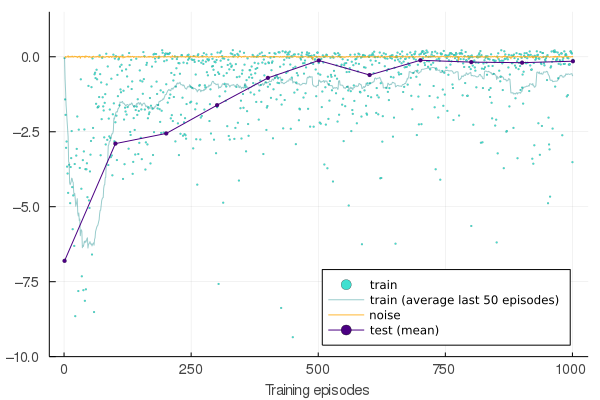 0.0
−2.5
−5.0
−7.5
−10.0
0 250 500 750 1000
Training episodes
train
train (average last 50 episodes)
noise
test (mean)